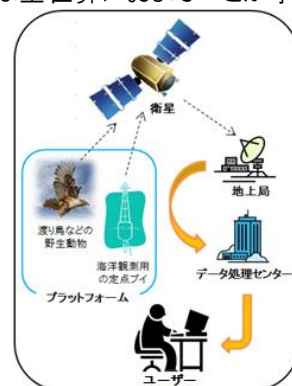 衛星
地上局
渡り鳥などの
野生動物
海洋観測用
の定点ブイ
データ処理センター
プラットフォーム
ユーザー